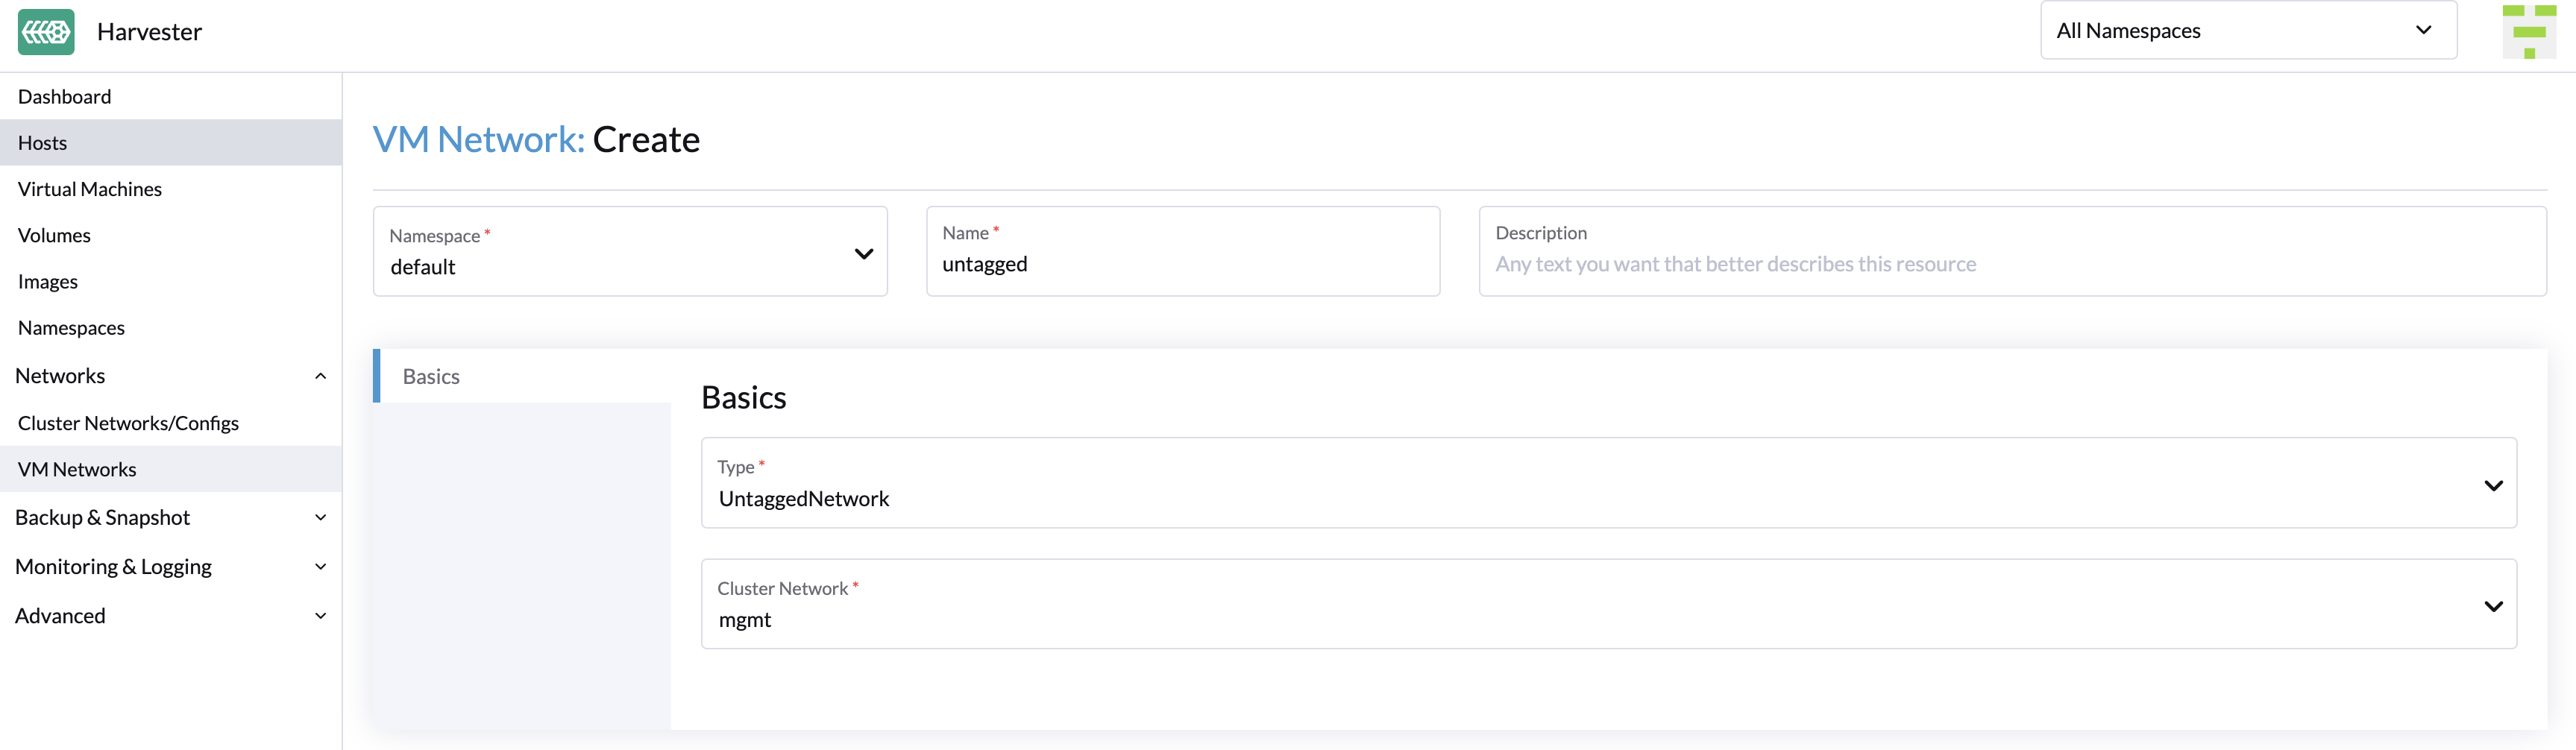 Harvester
All Namespaces
Dashboard
Hosts
Virtual Machines
Volumes
Images
Namespaces
Networks
Cluster Networks/Configs
VM Networks
Backup & Snapshot
Monitoring & Logging
Advanced
VM Network: Create
Namespace *
default
Name *
untagged
Description
Any text you want that better describes this resource
Basics
Basics
Type *
UntaggedNetwork
Cluster Network *
mgmt